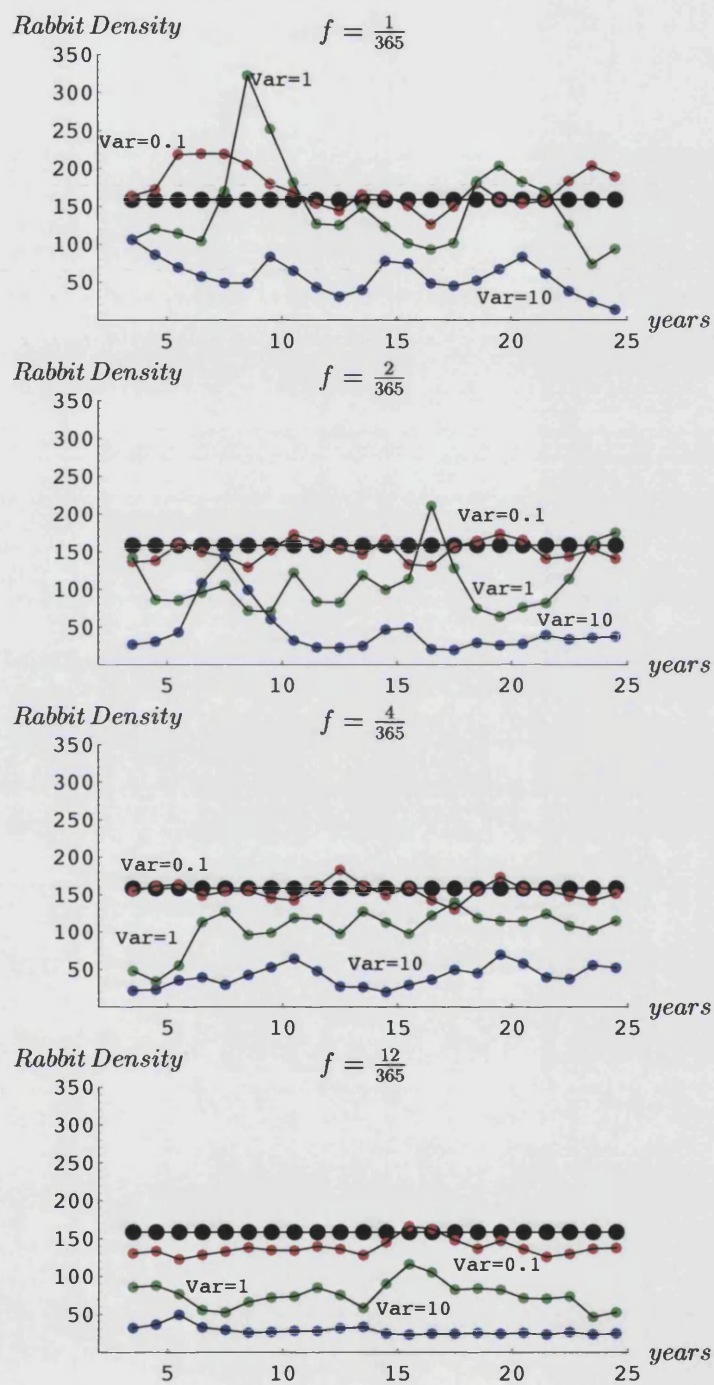 Rabbit Density f = 1/365
350
300
Var=1
250
Var=0.1
200
150
100
50
Var=10
years
5 10 15 20 25
Rabbit Density f = 2/365
350
300
250
200
Var=0.1
150
100
Var=1
50
Var=10
years
5 10 15 20 25
Rabbit Density f = 4/365
350
300
250
200
Var=0.1
150
100
Var=1
50
Var=10
years
5 10 15 20 25
Rabbit Density f = 12/365
350
300
250
200
150
Var=0.1
100
Var=1
50
Var=10
years
5 10 15 20 25